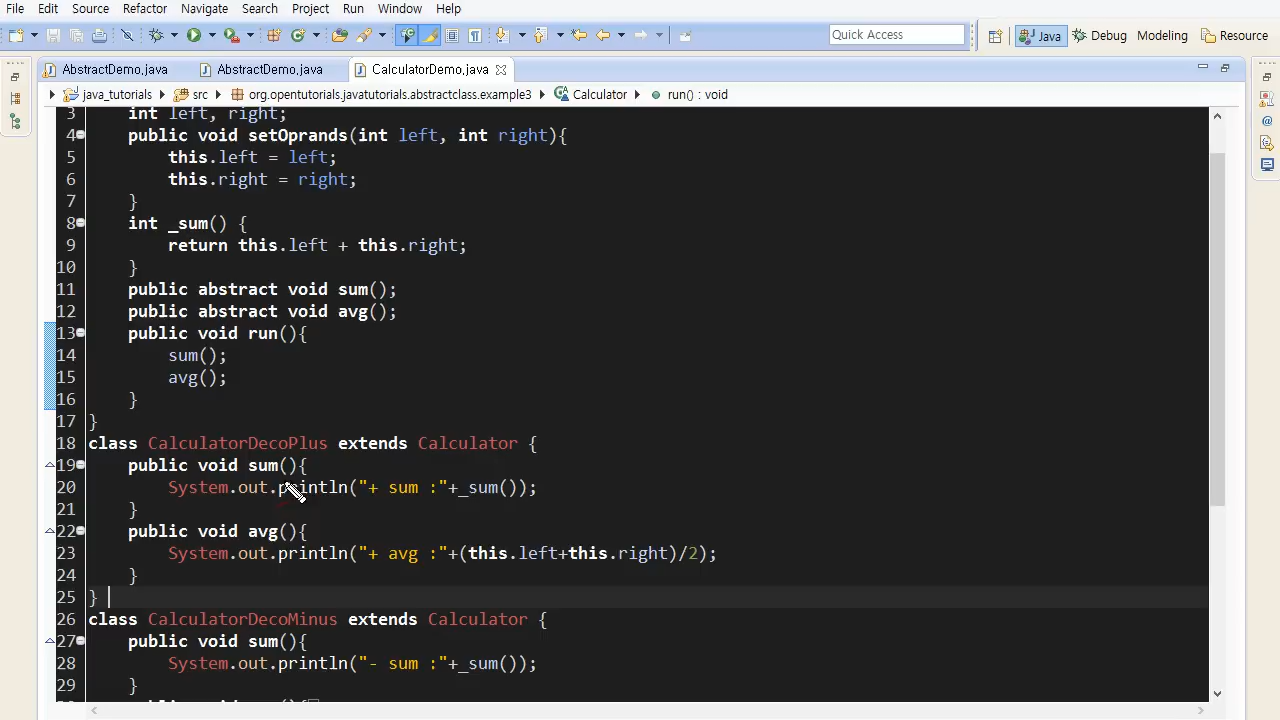 File Edit Source Refactor Navigate Search Project Run Window Help
Quick Access Java Debug Modeling Resource
AbstractDemo.java AbstractDemo.java CalculatorDemo.java
java_tutorials src org.opentutorials.javatutorials.abstractclass.example3 Calculator run() : void
3 int left, right;
4 public void setOprands(int left, int right){
5 this.left = left;
6 this.right = right;
7 }
8 int _sum() {
9 return this.left + this.right;
10 }
11 public abstract void sum();
12 public abstract void avg();
13 public void run(){
14 sum();
15 avg();
16 }
17 }
18 class CalculatorDecoPlus extends Calculator {
19 public void sum(){
20 System.out.println("+ sum :"+_sum());
21 }
22 public void avg(){
23 System.out.println("+ avg :"+(this.left+this.right)/2);
24 }
25 }
26 class CalculatorDecoMinus extends Calculator {
27 public void sum(){
28 System.out.println("- sum :"+_sum());
29 }